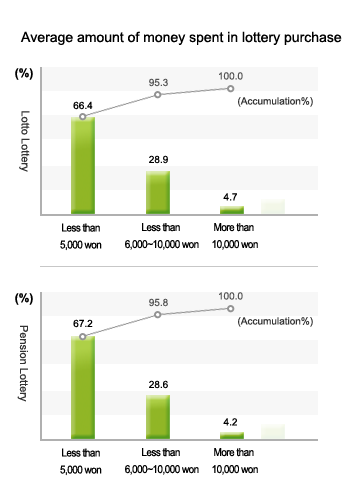 Average amount of money spent in lottery purchase
(%)
Lotto Lottery
66.4
95.3
100.0
(Accumulation%)
28.9
4.7
Less than
5,000 won
Less than
6,000~10,000 won
More than
10,000 won
(%)
Pension Lottery
67.2
95.8
100.0
(Accumulation%)
28.6
4.2
Less than
5,000 won
Less than
6,000~10,000 won
More than
10,000 won